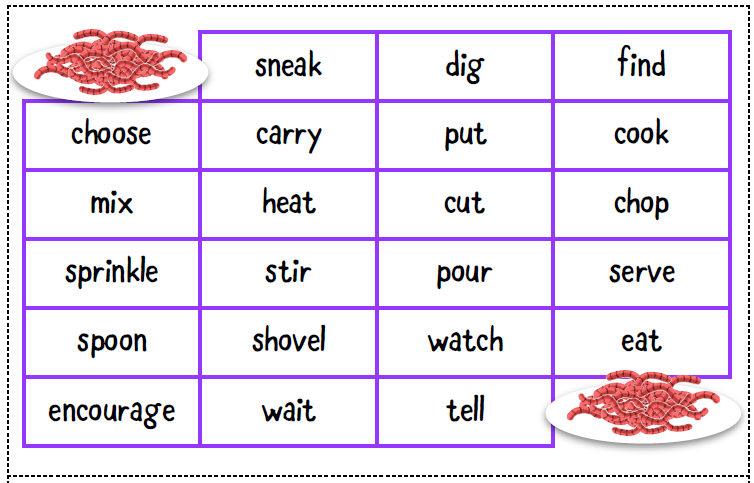 sneak dig find
choose carry put cook
mix heat cut chop
sprinkle stir pour serve
spoon shovel watch eat
encourage wait tell